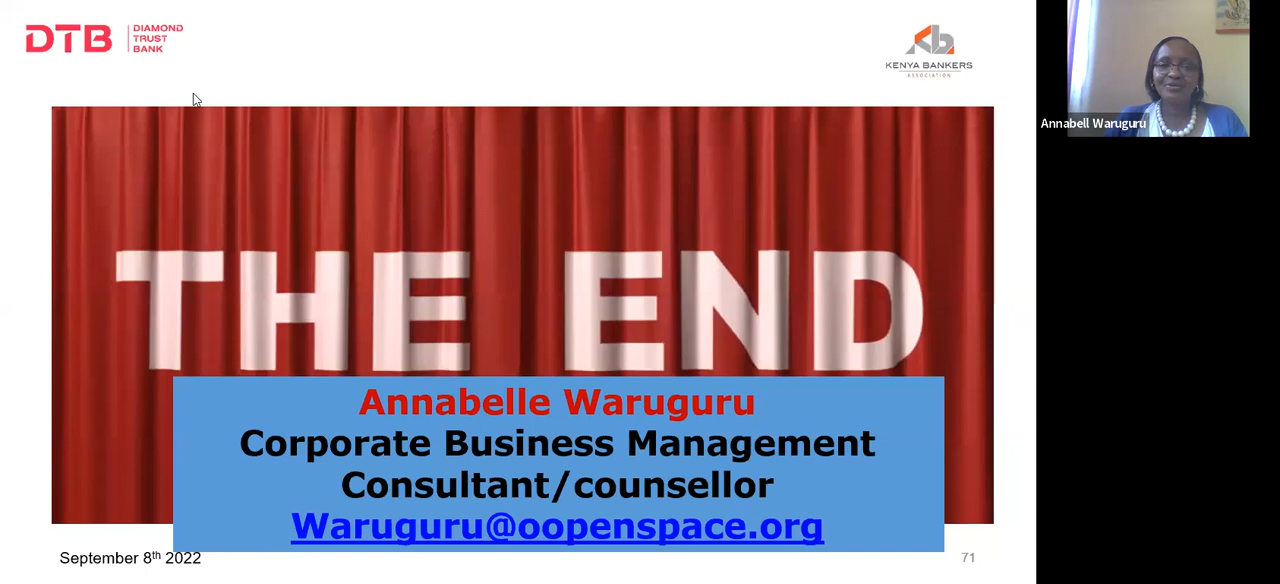 DTB
DIAMOND
TRUST
BANK
KENYA BANKERS
ASSOCIATION
Annabell Waruguru
THE END
Annabelle Waruguru
Corporate Business Management
Consultant/counsellor
Waruguru@oopenspace.org
September 8th 2022
71